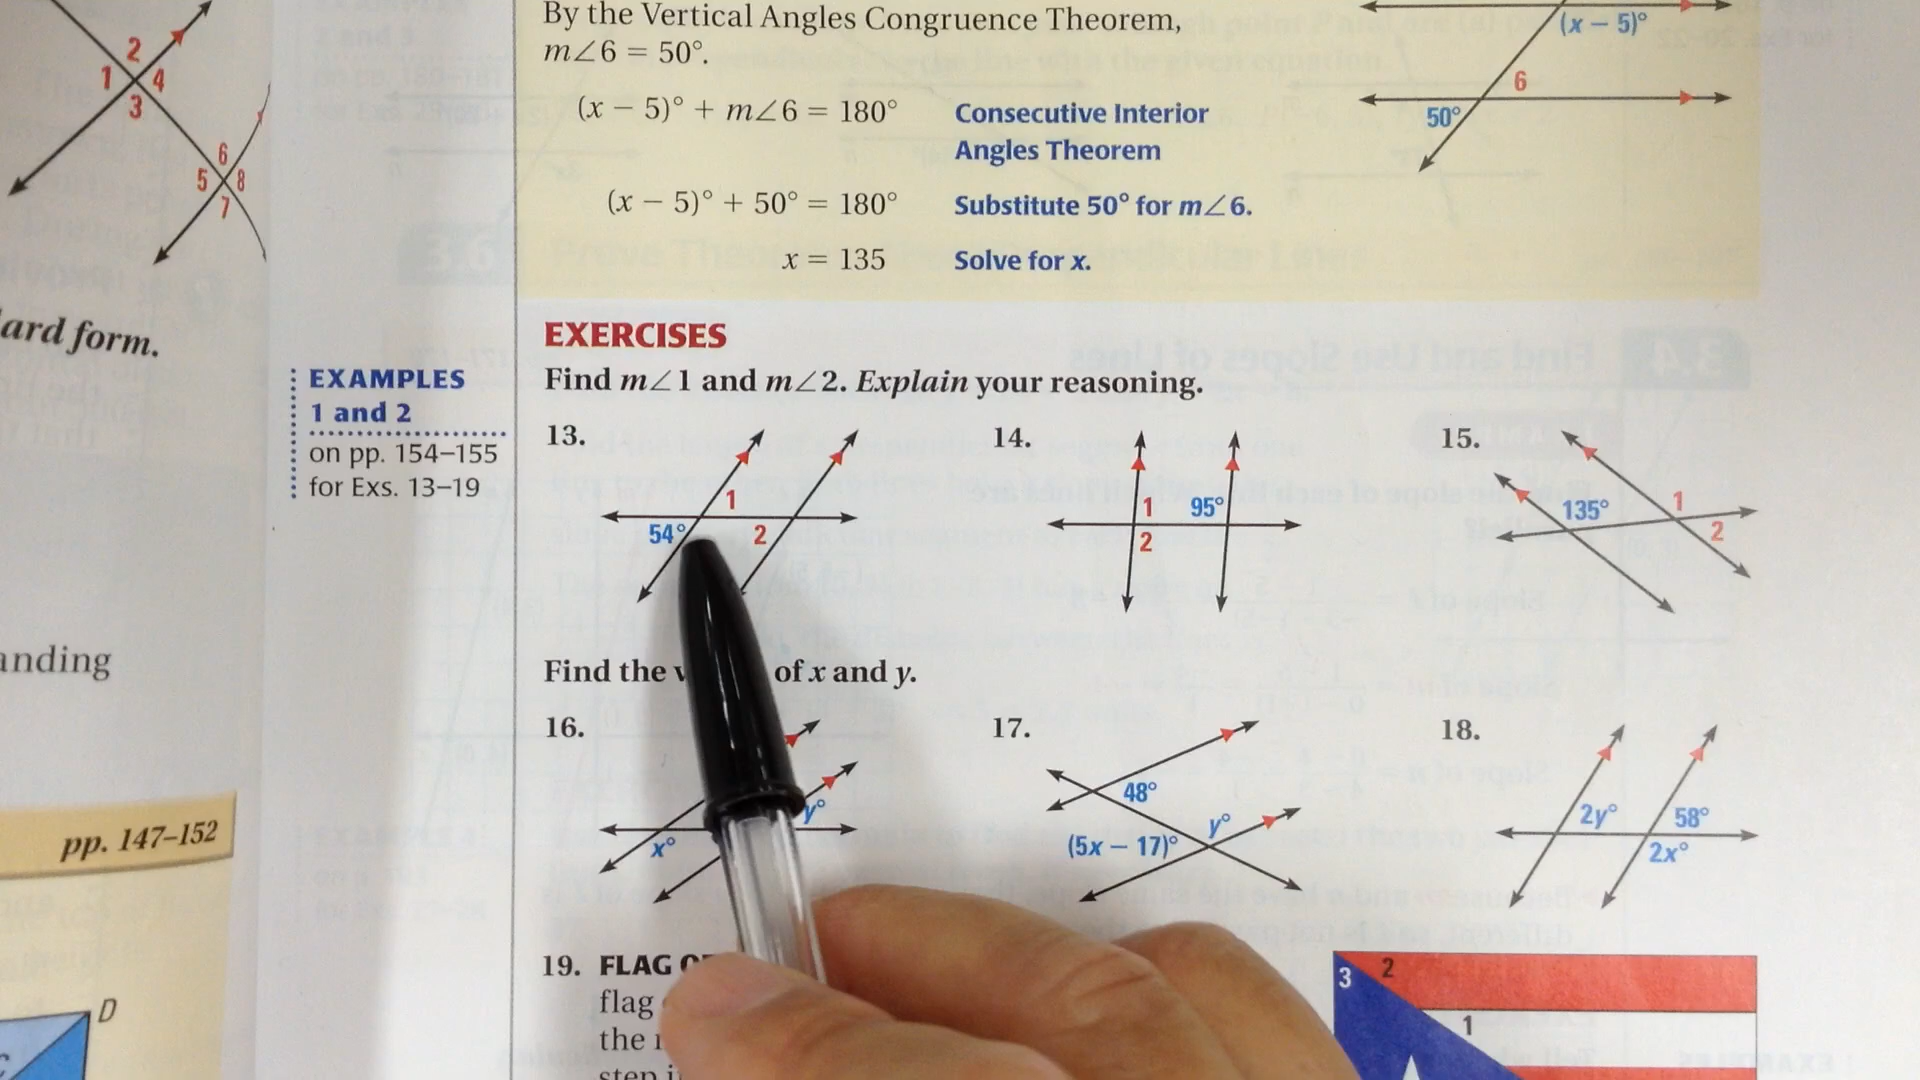 2
1 4
3
6
5 8
7
ard form.
anding
pp. 147–152
D
C
By the Vertical Angles Congruence Theorem,
m∠6 = 50°.
(x − 5)° + m∠6 = 180° Consecutive Interior
Angles Theorem
(x − 5)° + 50° = 180° Substitute 50° for m∠6.
x = 135 Solve for x.
(x − 5)°
6
50°
EXERCISES
EXAMPLES
1 and 2
on pp. 154–155
for Exs. 13–19
Find m∠1 and m∠2. Explain your reasoning.
13.
1
54° 2
14.
1 95°
2
15.
135° 1
2
Find the of x and y.
16.
y°
x°
17.
48°
y°
(5x − 17)°
18.
2y° 58°
2x°
19. FLAG
flag
the
step
3 2
1